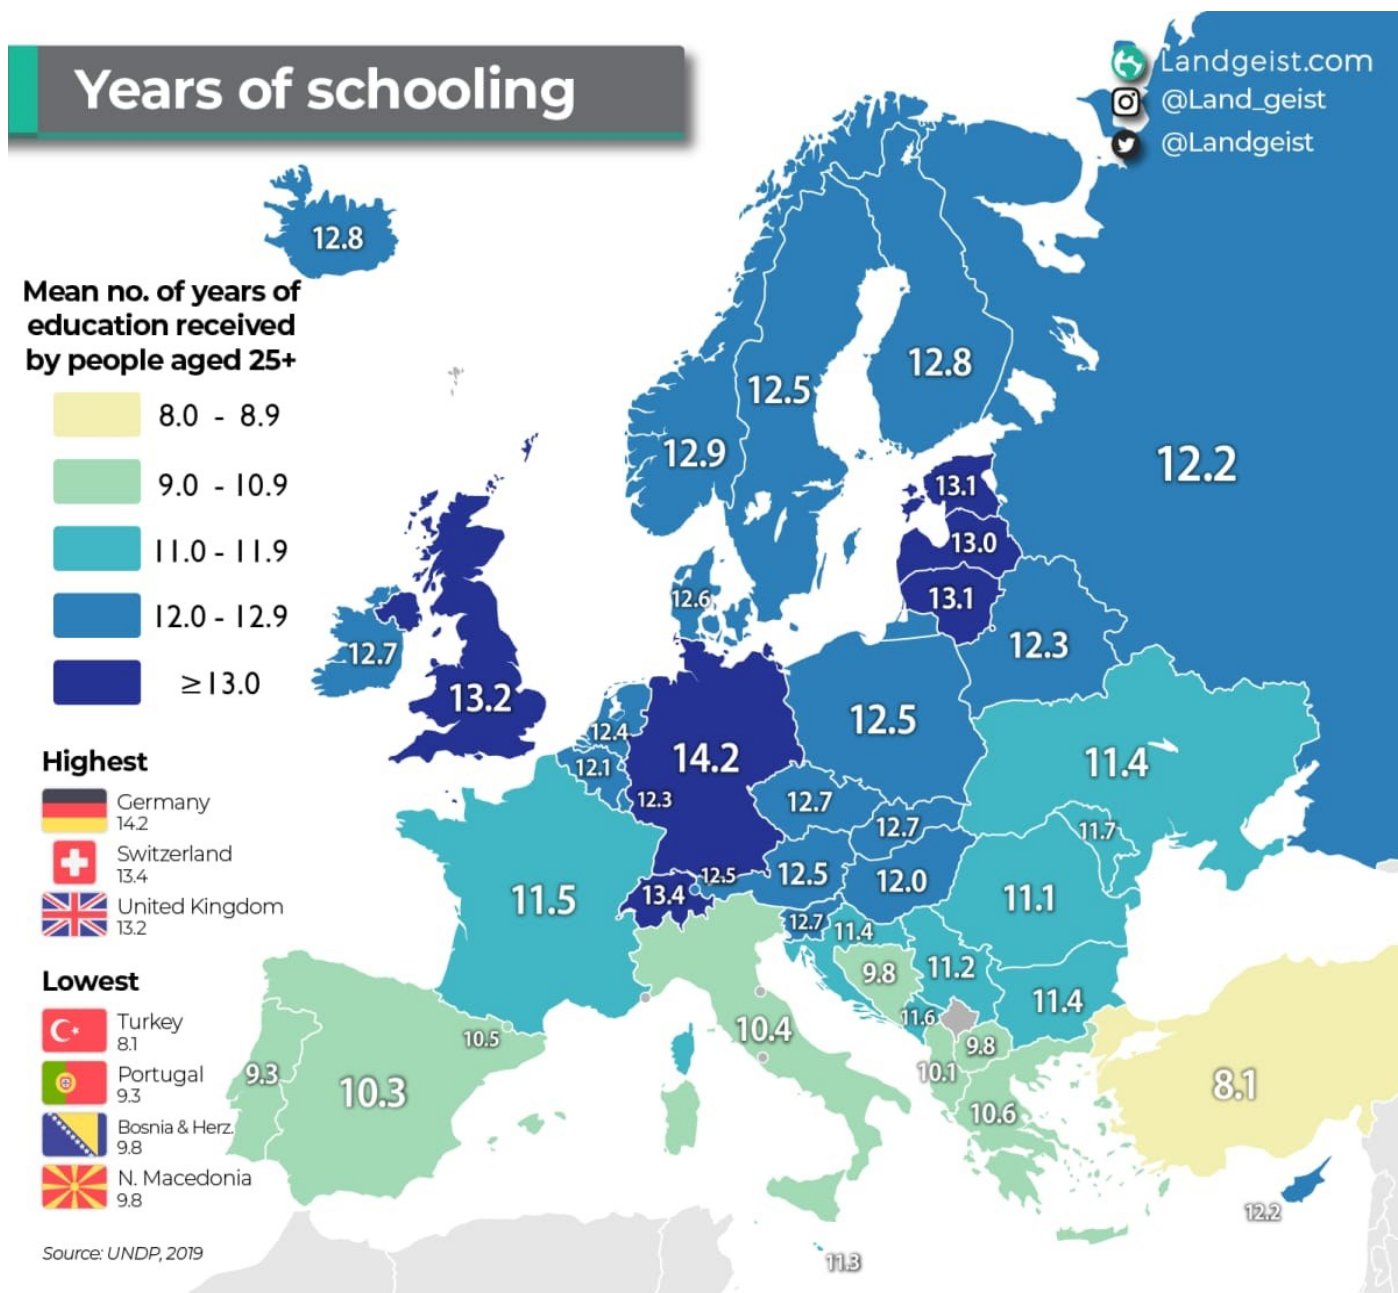 Years of schooling
Landgeist.com
@Land_geist
@Landgeist
Mean no. of years of
education received
by people aged 25+
8.0 - 8.9
9.0 - 10.9
11.0 - 11.9
12.0 - 12.9
≥13.0
Highest
Germany
14.2
Switzerland
13.4
United Kingdom
13.2
Lowest
Turkey
8.1
Portugal
9.3
Bosnia & Herz.
9.8
N. Macedonia
9.8
Source: UNDP, 2019
12.8
12.8
12.5
12.9
12.2
13.1
13.0
13.1
12.6
12.3
12.7
13.2
12.4
12.5
14.2
12.1
11.4
12.3
12.7
12.7
11.7
12.5
12.5
12.0
13.4
11.5
11.1
12.7
11.4
9.8
11.2
11.4
11.6
10.4
10.5
9.8
9.3
10.3
10.1
8.1
10.6
12.2
11.3